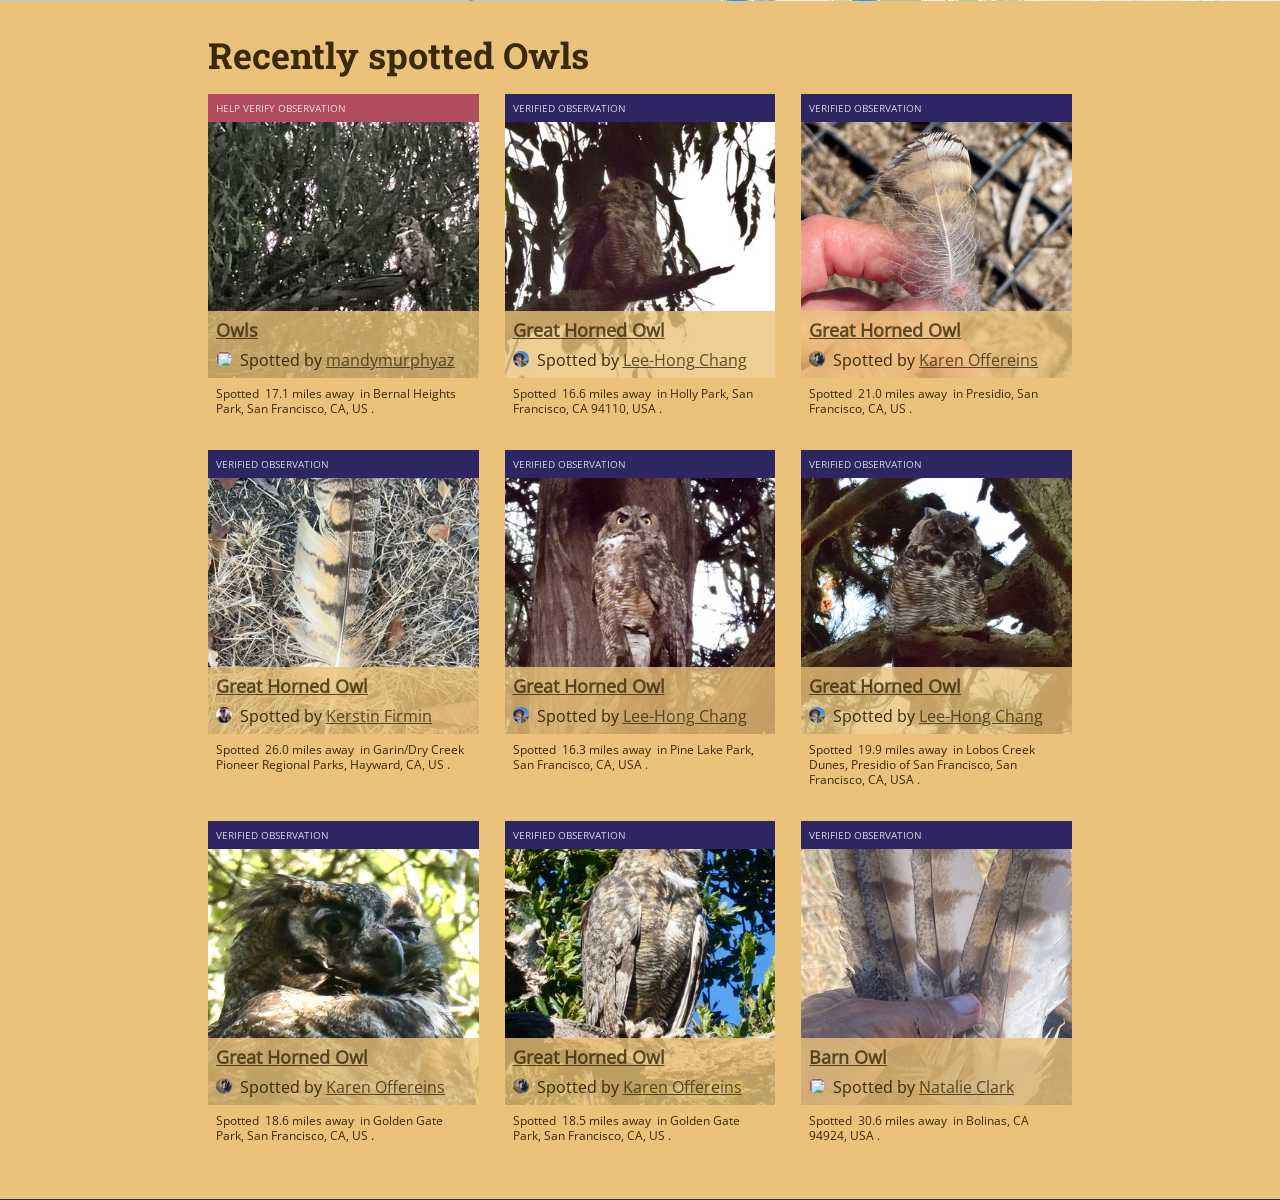 Recently spotted Owls
HELP VERIFY OBSERVATION
Owls
Spotted by mandymurphyaz
Spotted 17.1 miles away in Bernal Heights
Park, San Francisco, CA, US .
VERIFIED OBSERVATION
Great Horned Owl
Spotted by Lee-Hong Chang
Spotted 16.6 miles away in Holly Park, San
Francisco, CA 94110, USA .
VERIFIED OBSERVATION
Great Horned Owl
Spotted by Karen Offereins
Spotted 21.0 miles away in Presidio, San
Francisco, CA, US .
VERIFIED OBSERVATION
Great Horned Owl
Spotted by Kerstin Firmin
Spotted 26.0 miles away in Garin/Dry Creek
Pioneer Regional Parks, Hayward, CA, US .
VERIFIED OBSERVATION
Great Horned Owl
Spotted by Lee-Hong Chang
Spotted 16.3 miles away in Pine Lake Park,
San Francisco, CA, USA .
VERIFIED OBSERVATION
Great Horned Owl
Spotted by Lee-Hong Chang
Spotted 19.9 miles away in Lobos Creek
Dunes, Presidio of San Francisco, San
Francisco, CA, USA .
VERIFIED OBSERVATION
Great Horned Owl
Spotted by Karen Offereins
Spotted 18.6 miles away in Golden Gate
Park, San Francisco, CA, US .
VERIFIED OBSERVATION
Great Horned Owl
Spotted by Karen Offereins
Spotted 18.5 miles away in Golden Gate
Park, San Francisco, CA, US .
VERIFIED OBSERVATION
Barn Owl
Spotted by Natalie Clark
Spotted 30.6 miles away in Bolinas, CA
94924, USA .